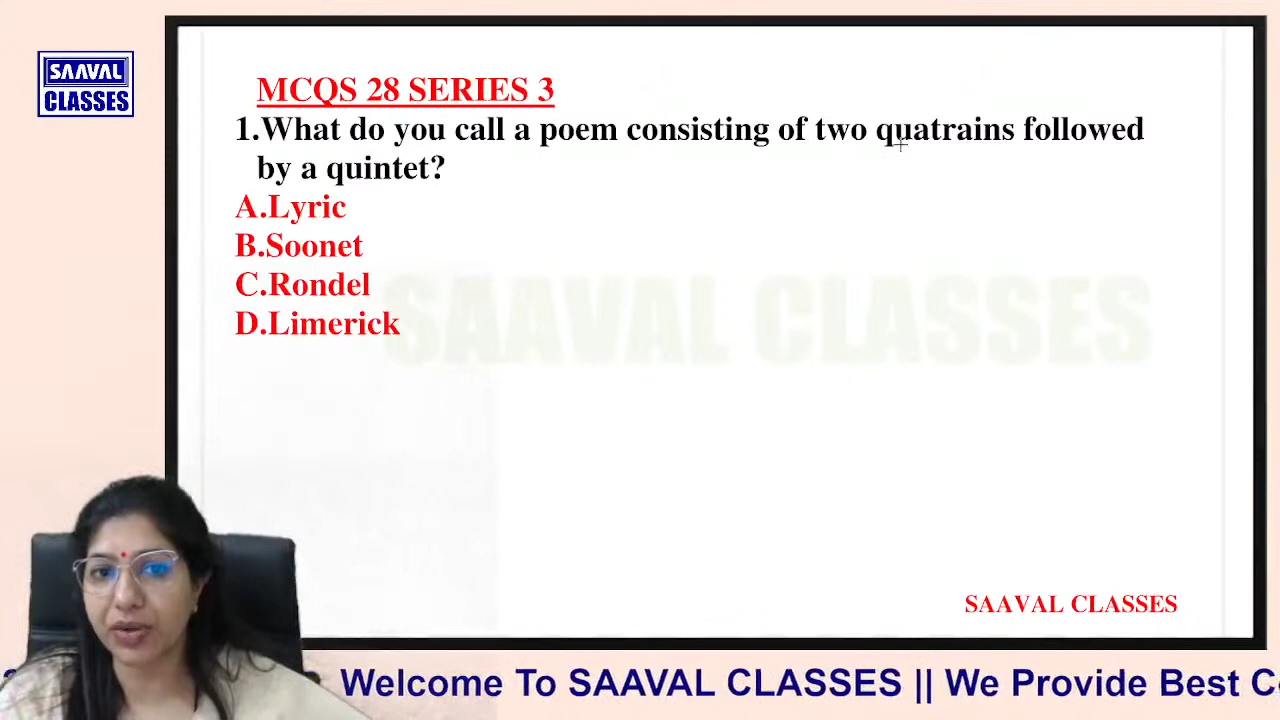 SAAVAL
CLASSES
MCQS 28 SERIES 3
1.What do you call a poem consisting of two quatrains followed
by a quintet?
A.Lyric
B.Soonet
C.Rondel
D.Limerick
SAAVAL CLASSES
SAAVAL CLASSES
Welcome To SAAVAL CLASSES || We Provide Best C